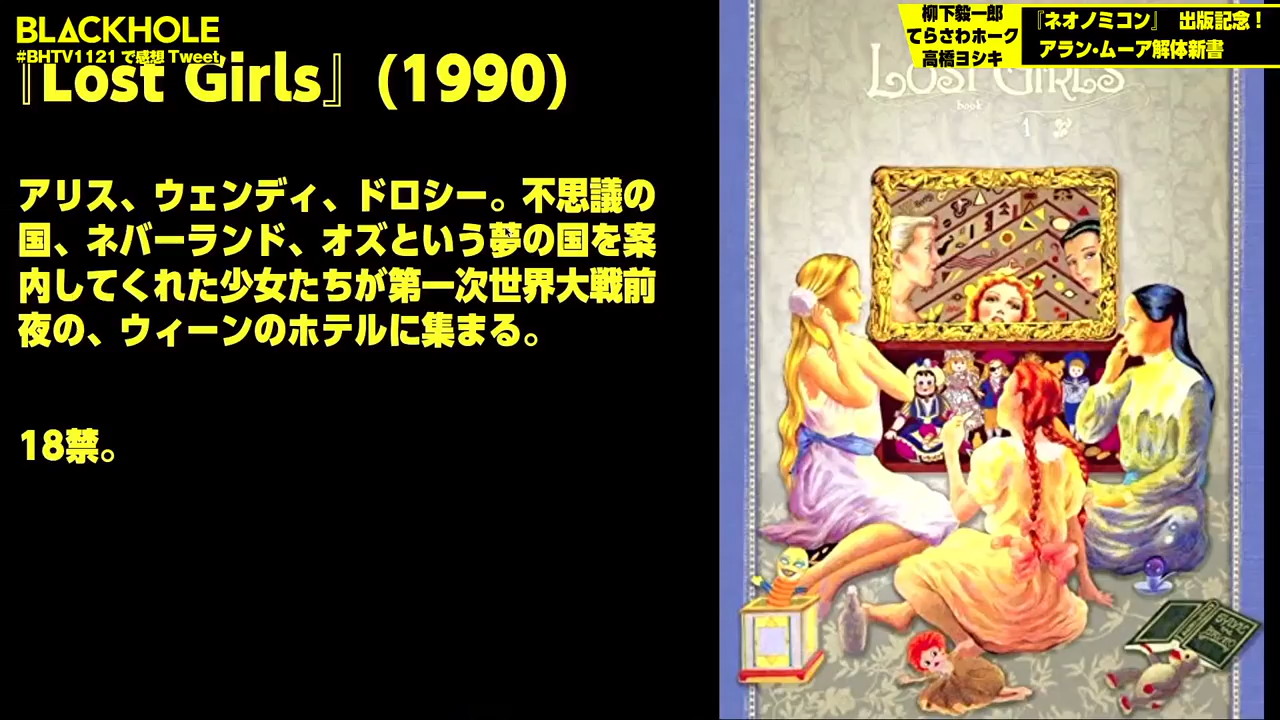 BLACKHOLE
#BHTV1121 で感想 Tweet
『Lost Girls』 (1990)
アリス、ウェンディ、ドロシー。不思議の
国、ネバーランド、オズという夢の国を案
内してくれた少女たちが第一次世界大戦前
夜の、ウィーンのホテルに集まる。
18禁。
柳下毅一郎
てらさわホーク
高橋ヨシキ
『ネオノミコン』 出版記念！
アラン・ムーア解体新書
LOST GIRLS
book
1